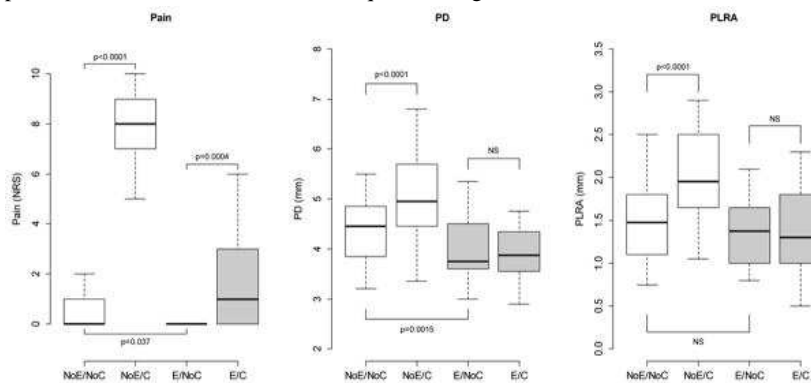 Pain
p<0.0001
p=0.0004
p=0.037
Pain (NRS)
0
2
4
6
8
10
NoE/NoC
NoE/C
E/NoC
E/C
PD
p<0.0001
NS
p=0.0015
PD (mm)
2
3
4
5
6
7
8
NoE/NoC
NoE/C
E/NoC
E/C
PLRA
p<0.0001
NS
NS
PLRA (mm)
0.0
0.5
1.0
1.5
2.0
2.5
3.0
3.5
NoE/NoC
NoE/C
E/NoC
E/C